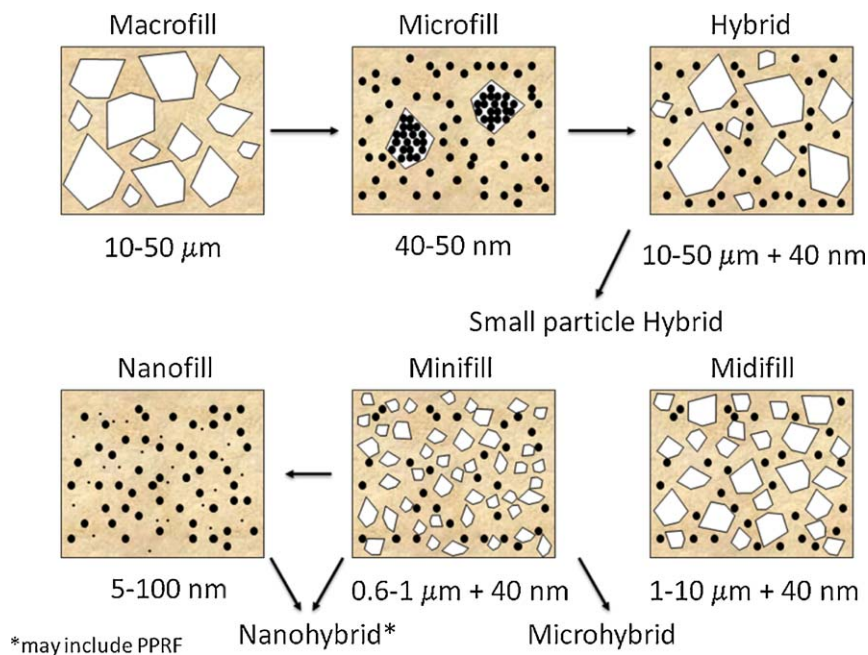 Macrofill
Microfill
Hybrid
10-50 μm
40-50 nm
10-50 μm + 40 nm
Small particle Hybrid
Nanofill
Minifill
Midifill
5-100 nm
0.6-1 μm + 40 nm
1-10 μm + 40 nm
*may include PPRF
Nanohybrid*
Microhybrid